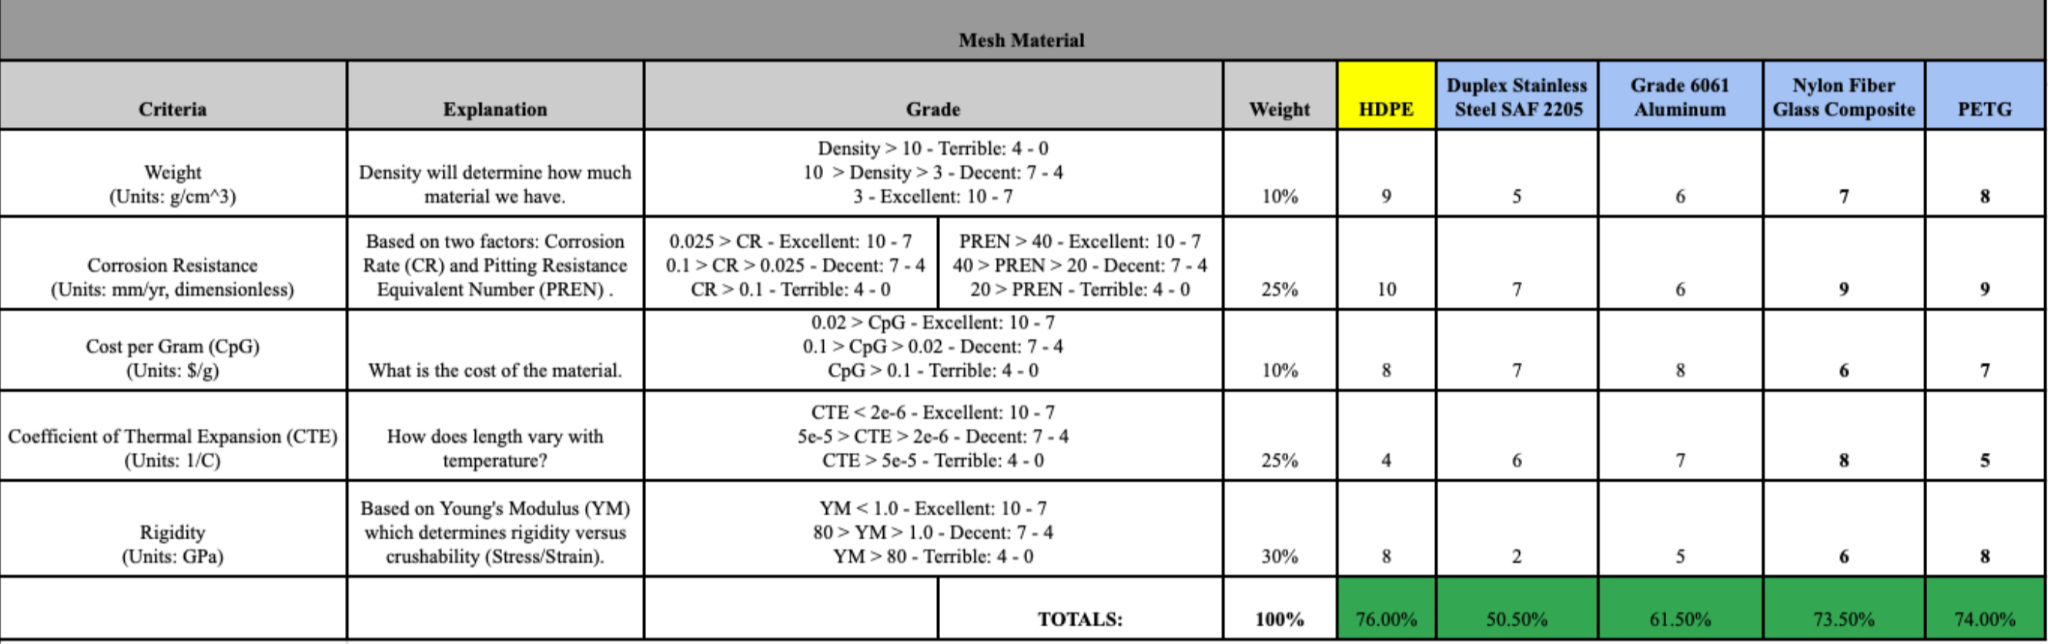 Mesh Material
Criteria
Explanation
Grade
Weight
HDPE
Duplex Stainless
Steel SAF 2205
Grade 6061
Aluminum
Nylon Fiber
Glass Composite
PETG
Weight
(Units: g/cm^3)
Density will determine how much
material we have.
Density > 10 - Terrible: 4 - 0
10 > Density > 3 - Decent: 7 - 4
3 - Excellent: 10 - 7
10%
9
5
6
7
8
Corrosion Resistance
(Units: mm/yr, dimensionless)
Based on two factors: Corrosion
Rate (CR) and Pitting Resistance
Equivalent Number (PREN) .
0.025 > CR - Excellent: 10 - 7
0.1 > CR > 0.025 - Decent: 7 - 4
CR > 0.1 - Terrible: 4 - 0
PREN > 40 - Excellent: 10 - 7
40 > PREN > 20 - Decent: 7 - 4
20 > PREN - Terrible: 4 - 0
25%
10
7
6
9
9
Cost per Gram (CpG)
(Units: $/g)
What is the cost of the material.
0.02 > CpG - Excellent: 10 - 7
0.1 > CpG > 0.02 - Decent: 7 - 4
CpG > 0.1 - Terrible: 4 - 0
10%
8
7
8
6
7
Coefficient of Thermal Expansion (CTE)
(Units: 1/C)
How does length vary with
temperature?
CTE < 2e-6 - Excellent: 10 - 7
5e-5 > CTE > 2e-6 - Decent: 7 - 4
CTE > 5e-5 - Terrible: 4 - 0
25%
4
6
7
8
5
Rigidity
(Units: GPa)
Based on Young's Modulus (YM)
which determines rigidity versus
crushability (Stress/Strain).
YM < 1.0 - Excellent: 10 - 7
80 > YM > 1.0 - Decent: 7 - 4
YM > 80 - Terrible: 4 - 0
30%
8
2
5
6
8
TOTALS:
100%
76.00%
50.50%
61.50%
73.50%
74.00%